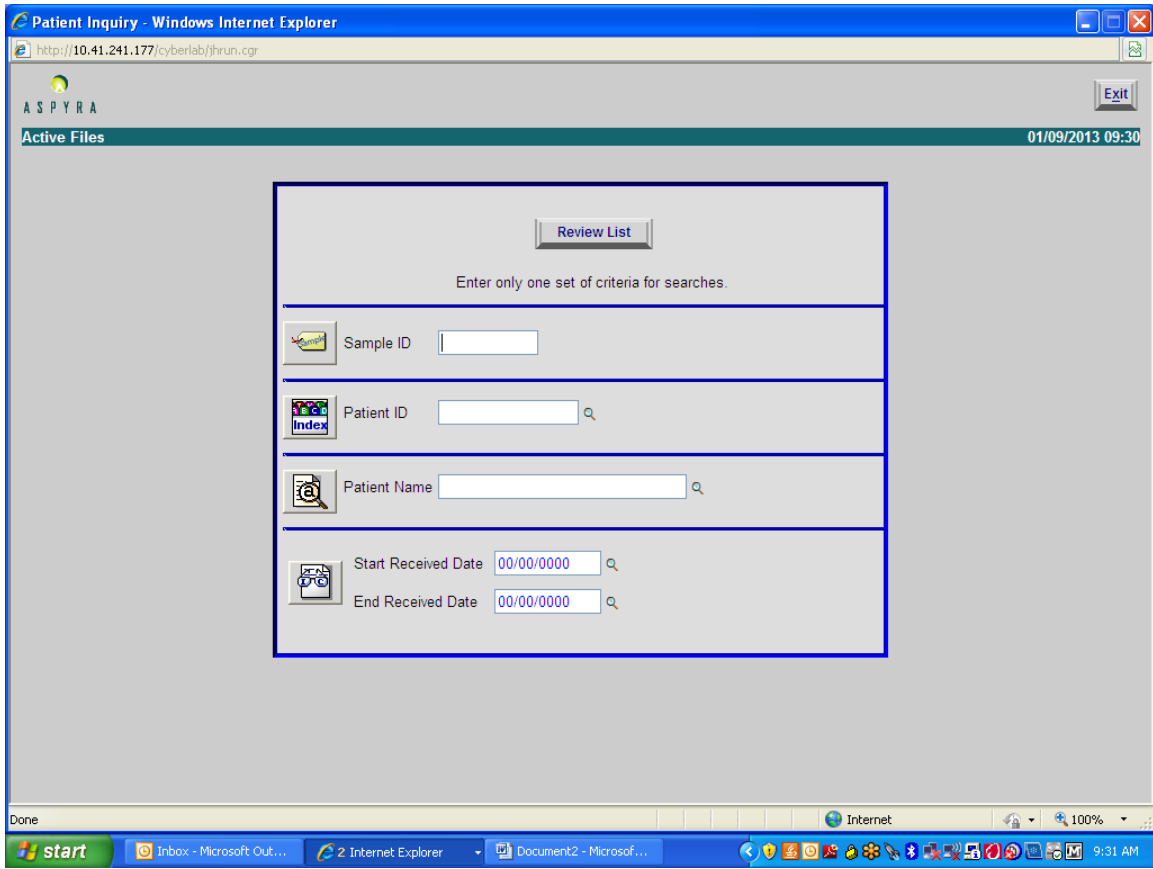 Patient Inquiry - Windows Internet Explorer
http://10.41.241.177/cyberlab/jhrun.cgr
ASPYRA
Exit
Active Files 01/09/2013 09:30
Review List
Enter only one set of criteria for searches.
Sample Sample ID
Index Patient ID
Patient Name
Start Received Date 00/00/0000
End Received Date 00/00/0000
Done Internet 100%
start Inbox - Microsoft Out... 2 Internet Explorer Document2 - Microsof... 9:31 AM